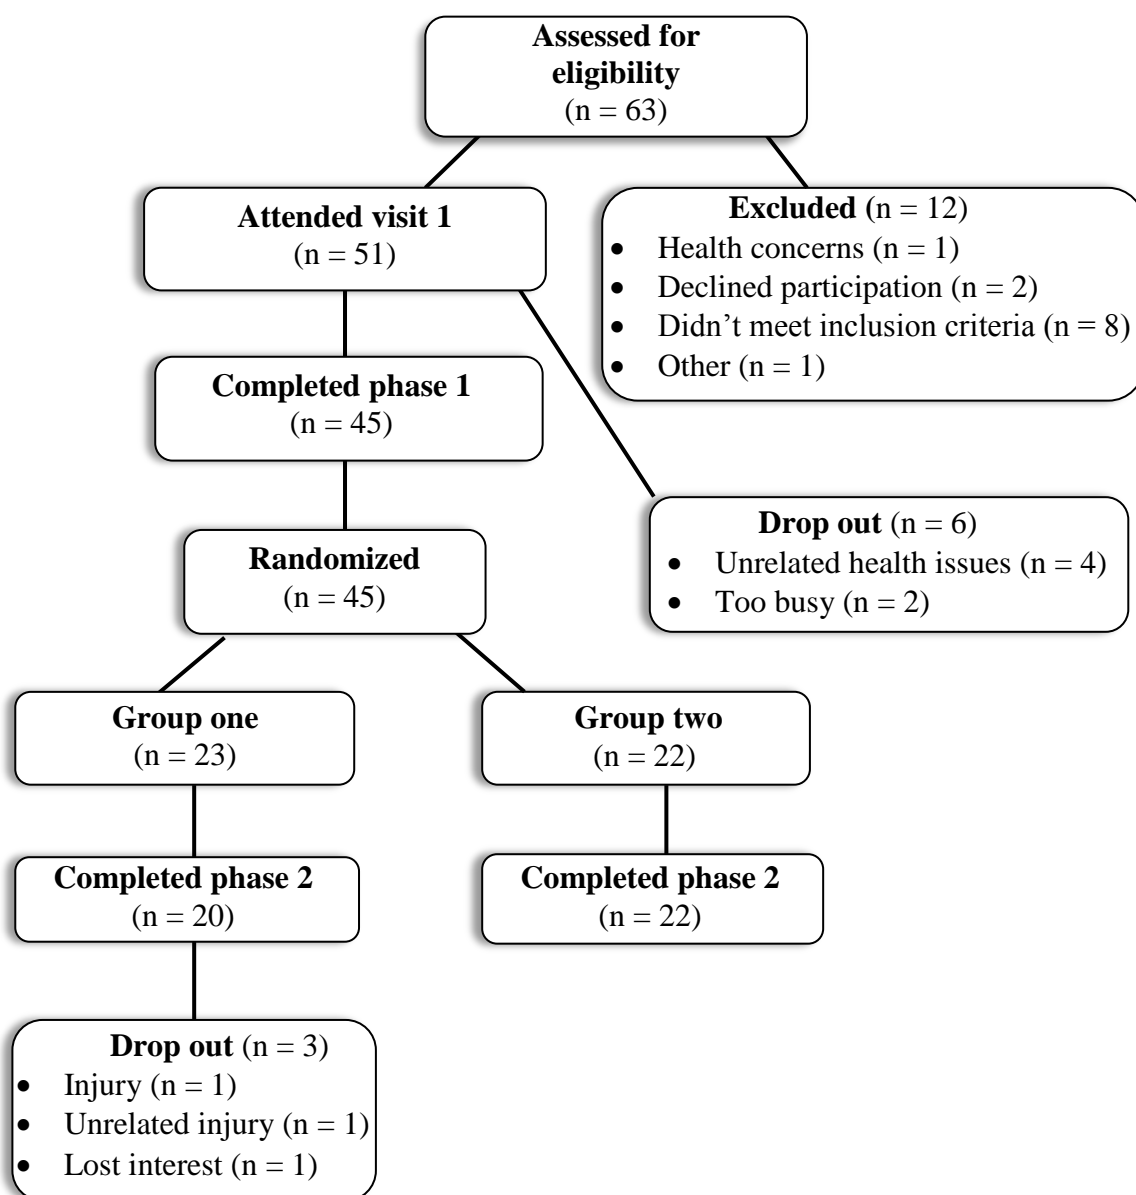 Assessed for
eligibility
(n = 63)
Attended visit 1
(n = 51)
Excluded (n = 12)
• Health concerns (n = 1)
• Declined participation (n = 2)
• Didn’t meet inclusion criteria (n = 8)
• Other (n = 1)
Completed phase 1
(n = 45)
Drop out (n = 6)
• Unrelated health issues (n = 4)
• Too busy (n = 2)
Randomized
(n = 45)
Group one
(n = 23)
Group two
(n = 22)
Completed phase 2
(n = 20)
Completed phase 2
(n = 22)
Drop out (n = 3)
• Injury (n = 1)
• Unrelated injury (n = 1)
• Lost interest (n = 1)